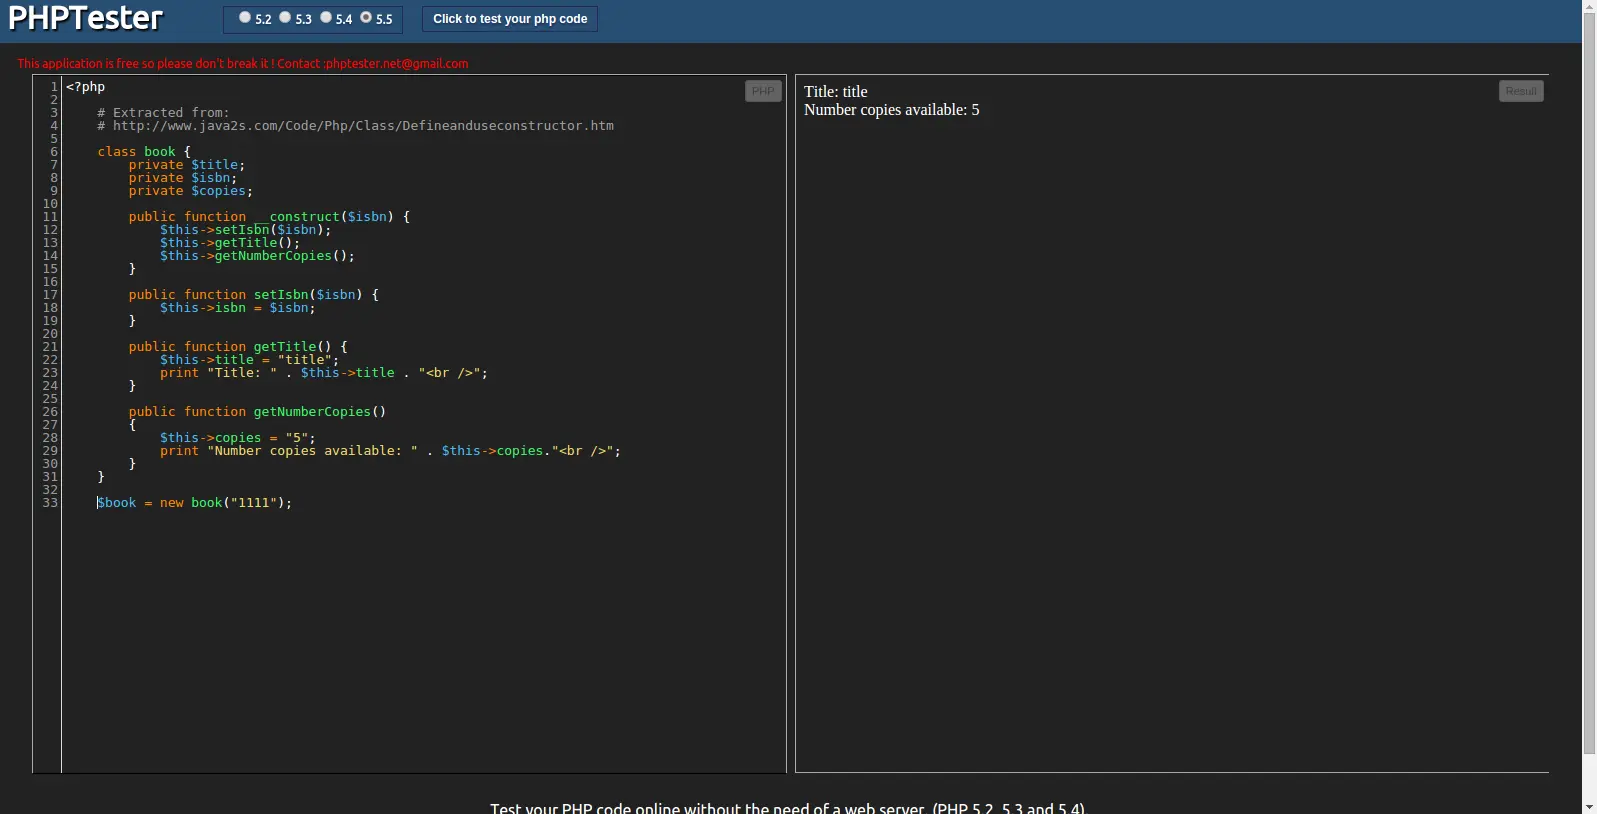 PHPTester
5.2 5.3 5.4 5.5
Click to test your php code
This application is free so please don't break it ! Contact :phptester.net@gmail.com
PHP
1 <?php
2
3     # Extracted from:
4     # http://www.java2s.com/Code/Php/Class/Defineanduseconstructor.htm
5
6     class book {
7         private $title;
8         private $isbn;
9         private $copies;
10
11         public function __construct($isbn) {
12             $this->setIsbn($isbn);
13             $this->getTitle();
14             $this->getNumberCopies();
15         }
16
17         public function setIsbn($isbn) {
18             $this->isbn = $isbn;
19         }
20
21         public function getTitle() {
22             $this->title = "title";
23             print "Title: " . $this->title . "<br />";
24         }
25
26         public function getNumberCopies()
27         {
28             $this->copies = "5";
29             print "Number copies available: " . $this->copies."<br />";
30         }
31     }
32
33     $book = new book("1111");
Result
Title: title
Number copies available: 5
Test your PHP code online without the need of a web server. (PHP 5.2, 5.3 and 5.4)